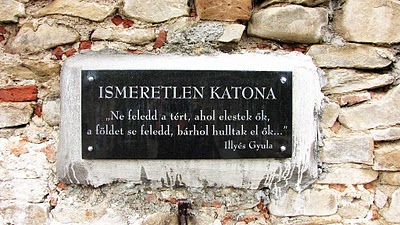 ISMERETLEN KATONA
„Ne feledd a tért, ahol elestek ők,
a földet se feledd, bárhol hulltak el ők..."
Illyés Gyula